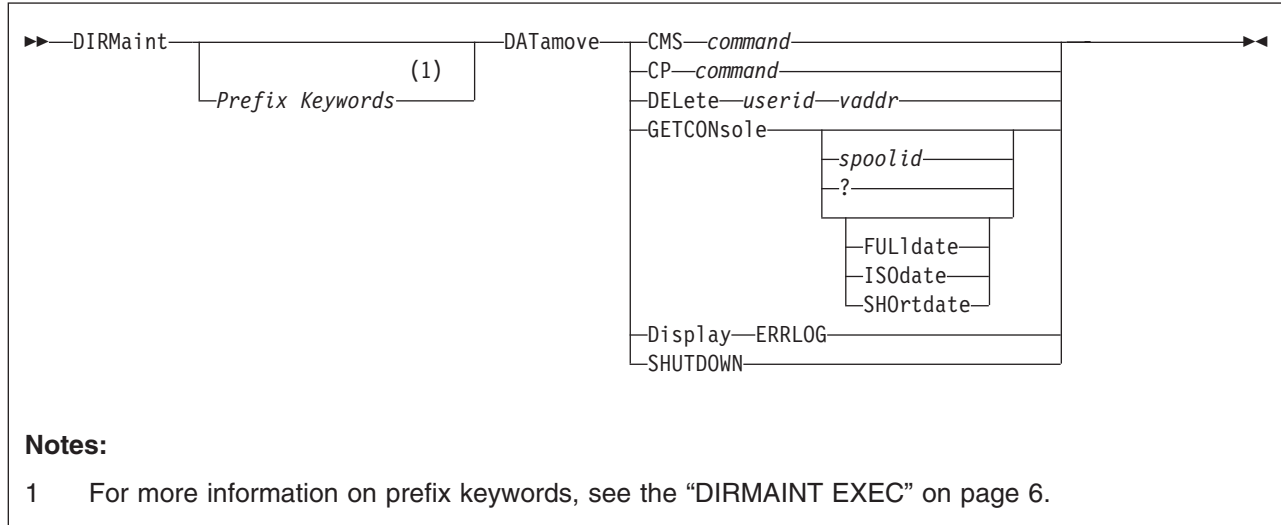 DIRMaint DATamove CMS command
(1) CP command
Prefix Keywords DELete userid vaddr
GETCONsole
spoolid
?
FULldate
ISOdate
SHOrtdate
Display ERRLOG
SHUTDOWN
Notes:
1 For more information on prefix keywords, see the “DIRMAINT EXEC” on page 6.